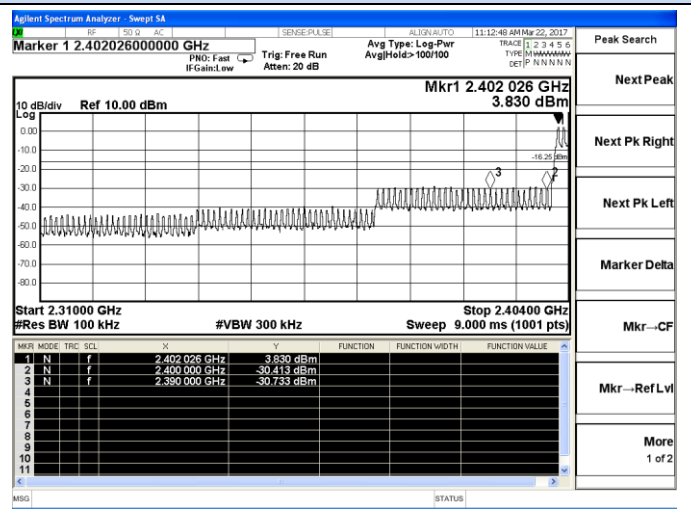 Agilent Spectrum Analyzer - Swept SA
RF 50 Ω AC SENSE:PULSE ALIGNAUTO 11:12:48 AM Mar 22, 2017
Marker 1 2.402026000000 GHz
PNO: Fast
IFGain:Low
Trig: Free Run
Atten: 20 dB
Avg Type: Log-Pwr
Avg|Hold:>100/100
TRACE 1 2 3 4 5 6
TYPE MWWWWW
DET P N N N N N
Peak Search
Mkr1 2.402 026 GHz
3.830 dBm
10 dB/div Ref 10.00 dBm
Log
0.00
-10.0
-20.0
-30.0
-40.0
-50.0
-60.0
-70.0
-80.0
-16.25 dBm
3
2
Start 2.31000 GHz Stop 2.40400 GHz
#Res BW 100 kHz #VBW 300 kHz Sweep 9.000 ms (1001 pts)
MKR MODE TRC SCL X Y FUNCTION FUNCTION WIDTH FUNCTION VALUE
1 N f 2.402 026 GHz 3.830 dBm
2 N f 2.400 000 GHz -30.413 dBm
3 N f 2.390 000 GHz -30.733 dBm
4
5
6
7
8
9
10
11
MSG STATUS
Next Peak
Next Pk Right
Next Pk Left
Marker Delta
Mkr→CF
Mkr→Ref Lvl
More
1 of 2